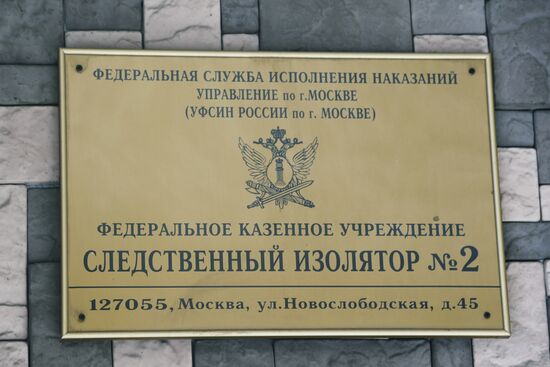 ФЕДЕРАЛЬНАЯ СЛУЖБА ИСПОЛНЕНИЯ НАКАЗАНИЙ
УПРАВЛЕНИЕ по г.МОСКВЕ
(УФСИН РОССИИ по г. МОСКВЕ)
ФЕДЕРАЛЬНОЕ КАЗЕННОЕ УЧРЕЖДЕНИЕ
СЛЕДСТВЕННЫЙ ИЗОЛЯТОР №2
127055, Москва, ул.Новослободская, д.45